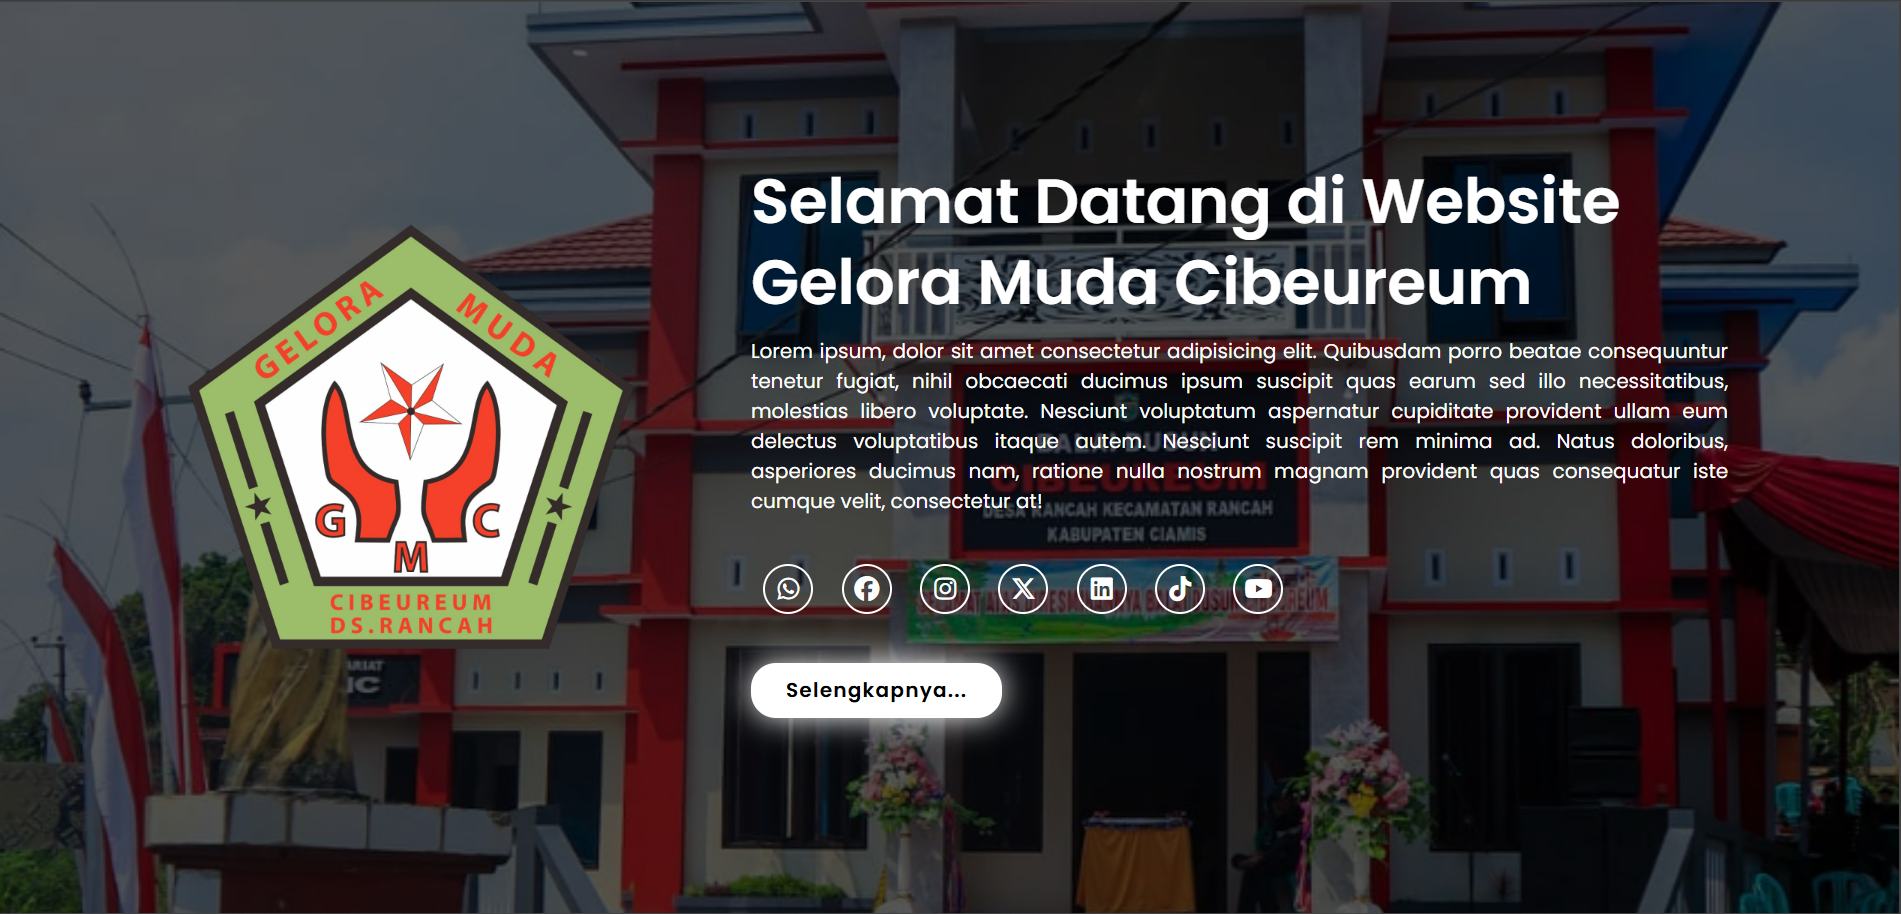 Selamat Datang di Website
Gelora Muda Cibeureum
Lorem ipsum, dolor sit amet consectetur adipisicing elit. Quibusdam porro beatae consequuntur
tenetur fugiat, nihil obcaecati ducimus ipsum suscipit quas earum sed illo necessitatibus,
molestias libero voluptate. Nesciunt voluptatum aspernatur cupiditate provident ullam eum
delectus voluptatibus itaque autem. Nesciunt suscipit rem minima ad. Natus doloribus,
asperiores ducimus nam, ratione nulla nostrum magnam provident quas consequatur iste
cumque velit, consectetur at!
Selengkapnya...
GELORA MUDA
G M C
CIBEUREUM
DS.RANCAH
BALAI DUSUN
CIBEUREUM
DESA RANCAH KECAMATAN RANCAH
KABUPATEN CIAMIS